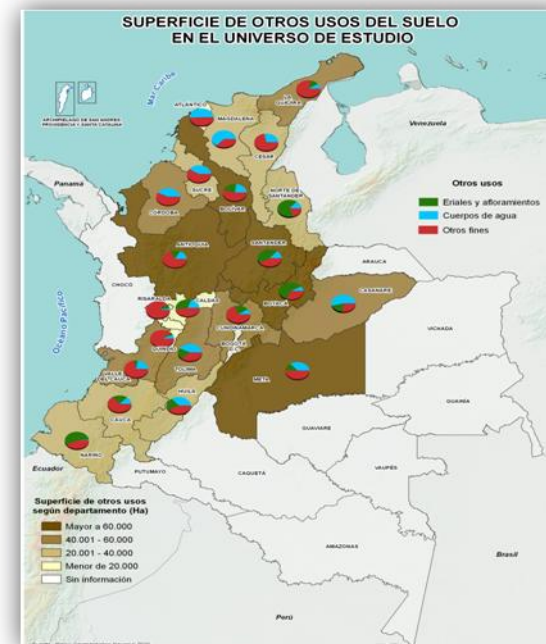 SUPERFICIE DE OTROS USOS DEL SUELO
EN EL UNIVERSO DE ESTUDIO
Mar Caribe
LA GUAJIRA
ATLÁNTICO
MAGDALENA
ARCHIPIELAGO DE SAN ANDRES
PROVIDENCIA Y SANTA CATALINA
CESAR
Venezuela
Panamá
SUCRE
NORTE DE
SANTANDER
Otros usos
Eriales y afloramientos
Cuerpos de agua
Otros fines
CÓRDOBA
BOLÍVAR
ANTIOQUIA
SANTANDER
ARAUCA
CHOCÓ
BOYACÁ
CASANARE
RISARALDA
CALDAS
CUNDINAMARCA
VICHADA
Océano Pacífico
QUINDÍO
BOGOTÁ
TOLIMA
VALLE
DEL CAUCA
META
GUAINÍA
HUILA
CAUCA
GUAVIARE
NARIÑO
Ecuador
PUTUMAYO
CAQUETÁ
VAUPÉS
Superficie de otros usos
según departamento (Ha)
Mayor a 60.000
40.001 - 60.000
20.001 - 40.000
Menor de 20.000
Sin información
AMAZONAS
Brasil
Perú